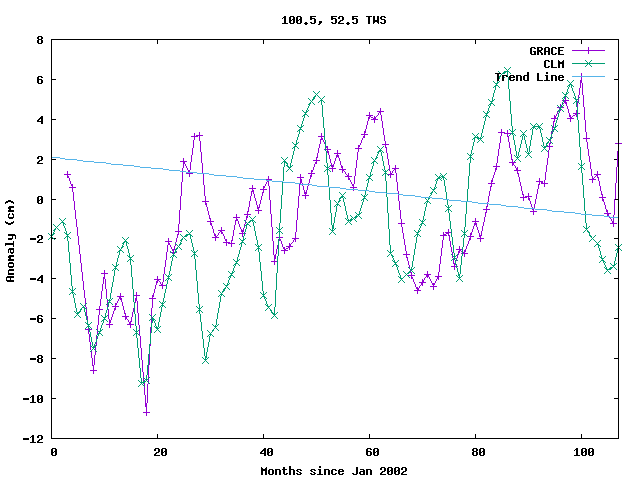 100.5, 52.5 TWS
GRACE
CLM
Trend Line
8
6
4
2
0
-2
-4
-6
-8
-10
-12
Anomaly (cm)
0 20 40 60 80 100
Months since Jan 2002